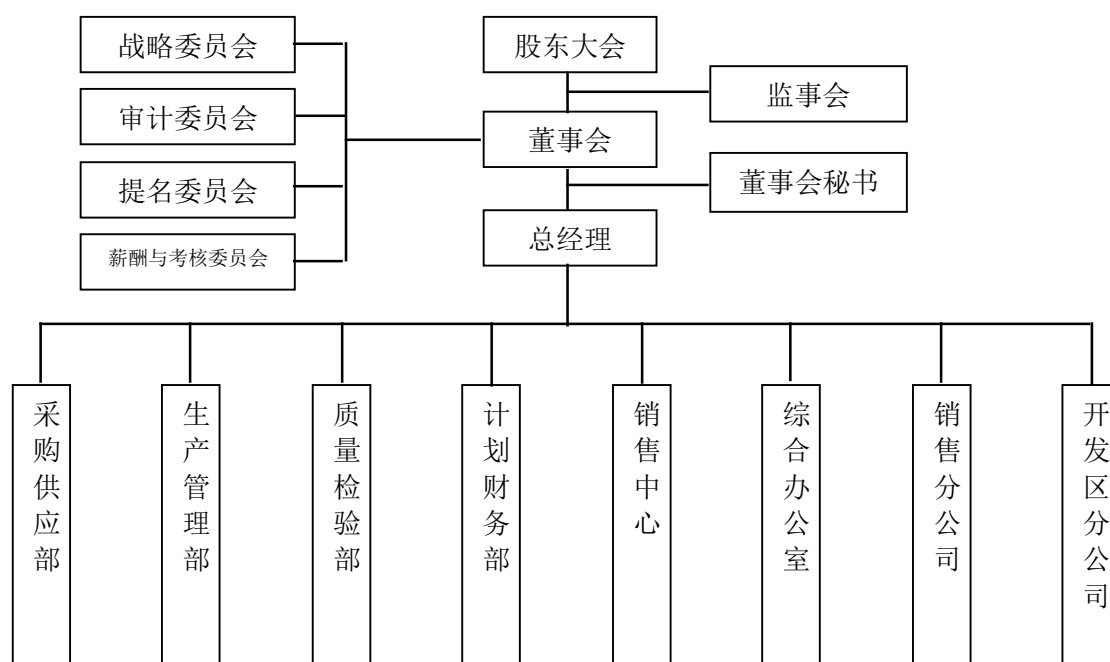 战略委员会
审计委员会
提名委员会
薪酬与考核委员会
股东大会
监事会
董事会
董事会秘书
总经理
采购供应部
生产管理部
质量检验部
计划财务部
销售中心
综合办公室
销售分公司
开发区分公司